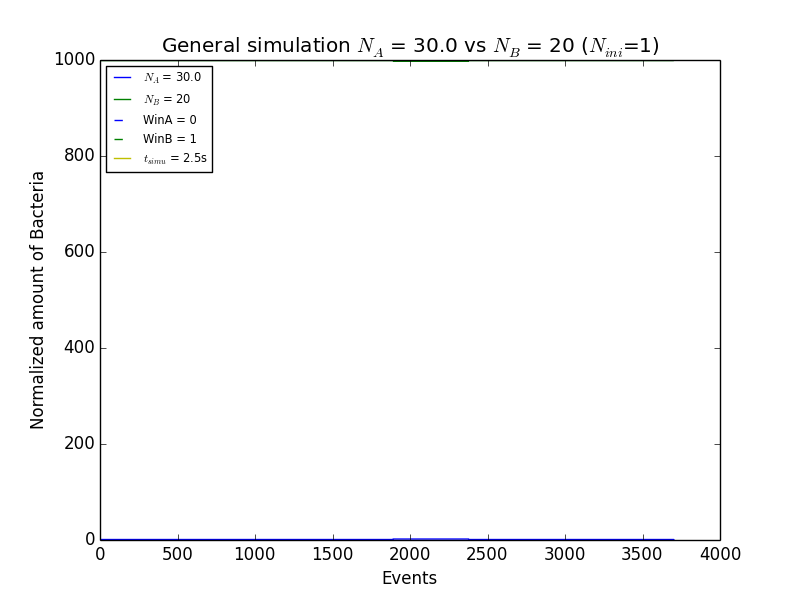 General simulation N_A = 30.0 vs N_B = 20 (N_ini=1)
1000
800
600
400
200
0
Normalized amount of Bacteria
N_A = 30.0
N_B = 20
WinA = 0
WinB = 1
t_simu = 2.5s
0 500 1000 1500 2000 2500 3000 3500 4000
Events